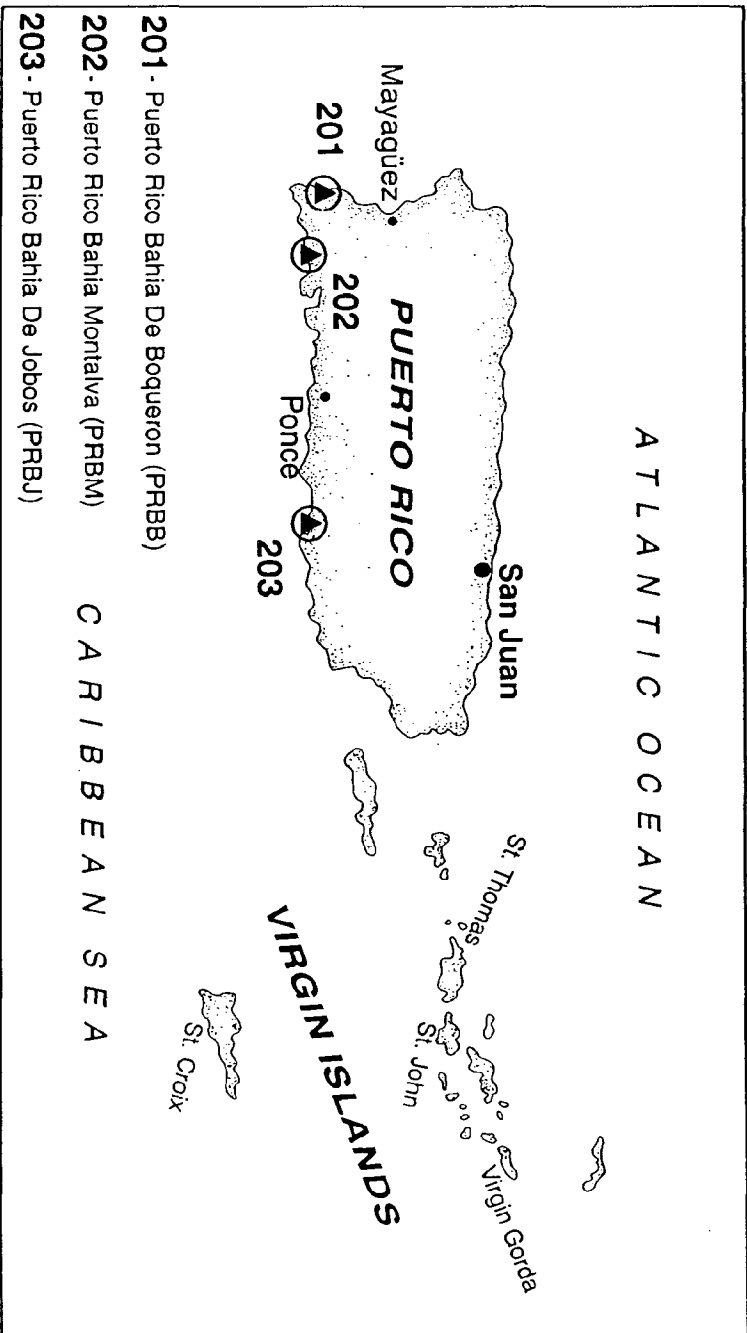 ATLANTIC OCEAN
San Juan
Mayagüez
PUERTO RICO
201
202
Ponce
203
St. Thomas
St. John
Virgin Gorda
VIRGIN ISLANDS
St. Croix
CARIBBEAN SEA
201 - Puerto Rico Bahia De Boqueron (PRBB)
202 - Puerto Rico Bahia Montalva (PRBM)
203 - Puerto Rico Bahia De Jobos (PRBJ)